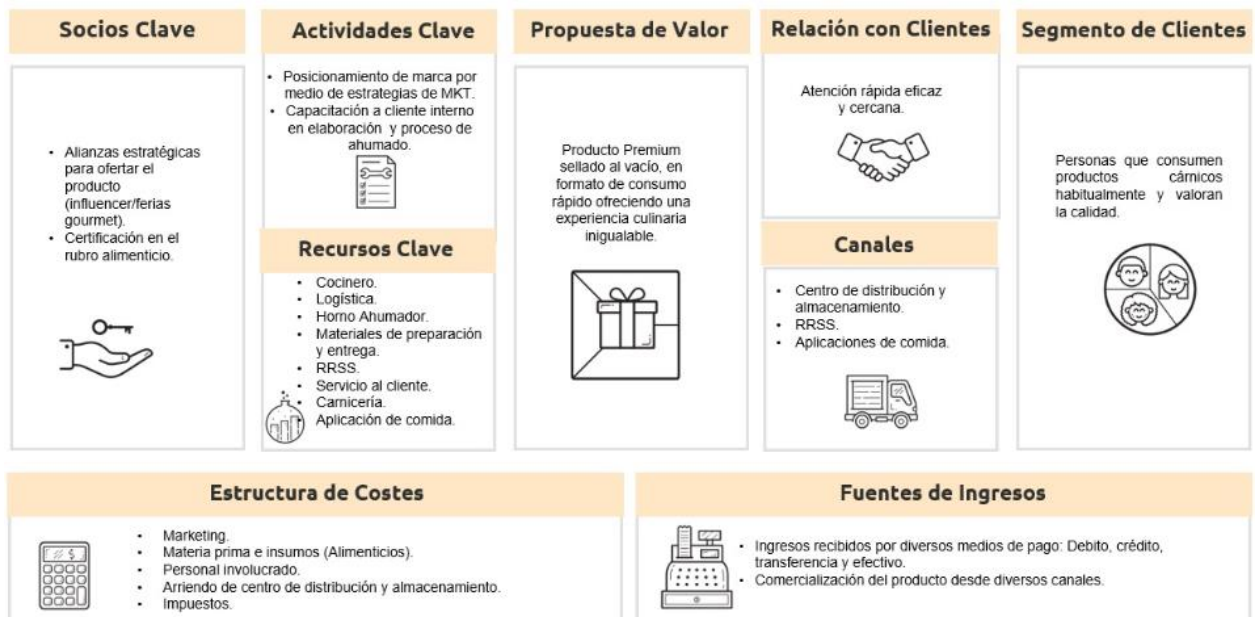 Socios Clave
• Alianzas estratégicas
para ofertar el
producto
(influencer/ferias
gourmet).
• Certificación en el
rubro alimenticio.
Actividades Clave
• Posicionamiento de marca por
medio de estrategias de MKT.
• Capacitación a cliente interno
en elaboración y proceso de
ahumado.
Recursos Clave
• Cocinero.
• Logística.
• Horno Ahumador.
• Materiales de preparación
y entrega.
• RRSS.
• Servicio al cliente.
• Carnicería.
• Aplicación de comida.
Propuesta de Valor
Producto Premium
sellado al vacío, en
formato de consumo
rápido ofreciendo una
experiencia culinaria
inigualable.
Relación con Clientes
Atención rápida eficaz
y cercana.
Canales
• Centro de distribución y
almacenamiento.
• RRSS.
• Aplicaciones de comida.
Segmento de Clientes
Personas que consumen
productos cárnicos
habitualmente y valoran
la calidad.
Estructura de Costes
• Marketing.
• Materia prima e insumos (Alimenticios).
• Personal involucrado.
• Arriendo de centro de distribución y almacenamiento.
• Impuestos.
Fuentes de Ingresos
• Ingresos recibidos por diversos medios de pago: Debito, crédito,
transferencia y efectivo.
• Comercialización del producto desde diversos canales.